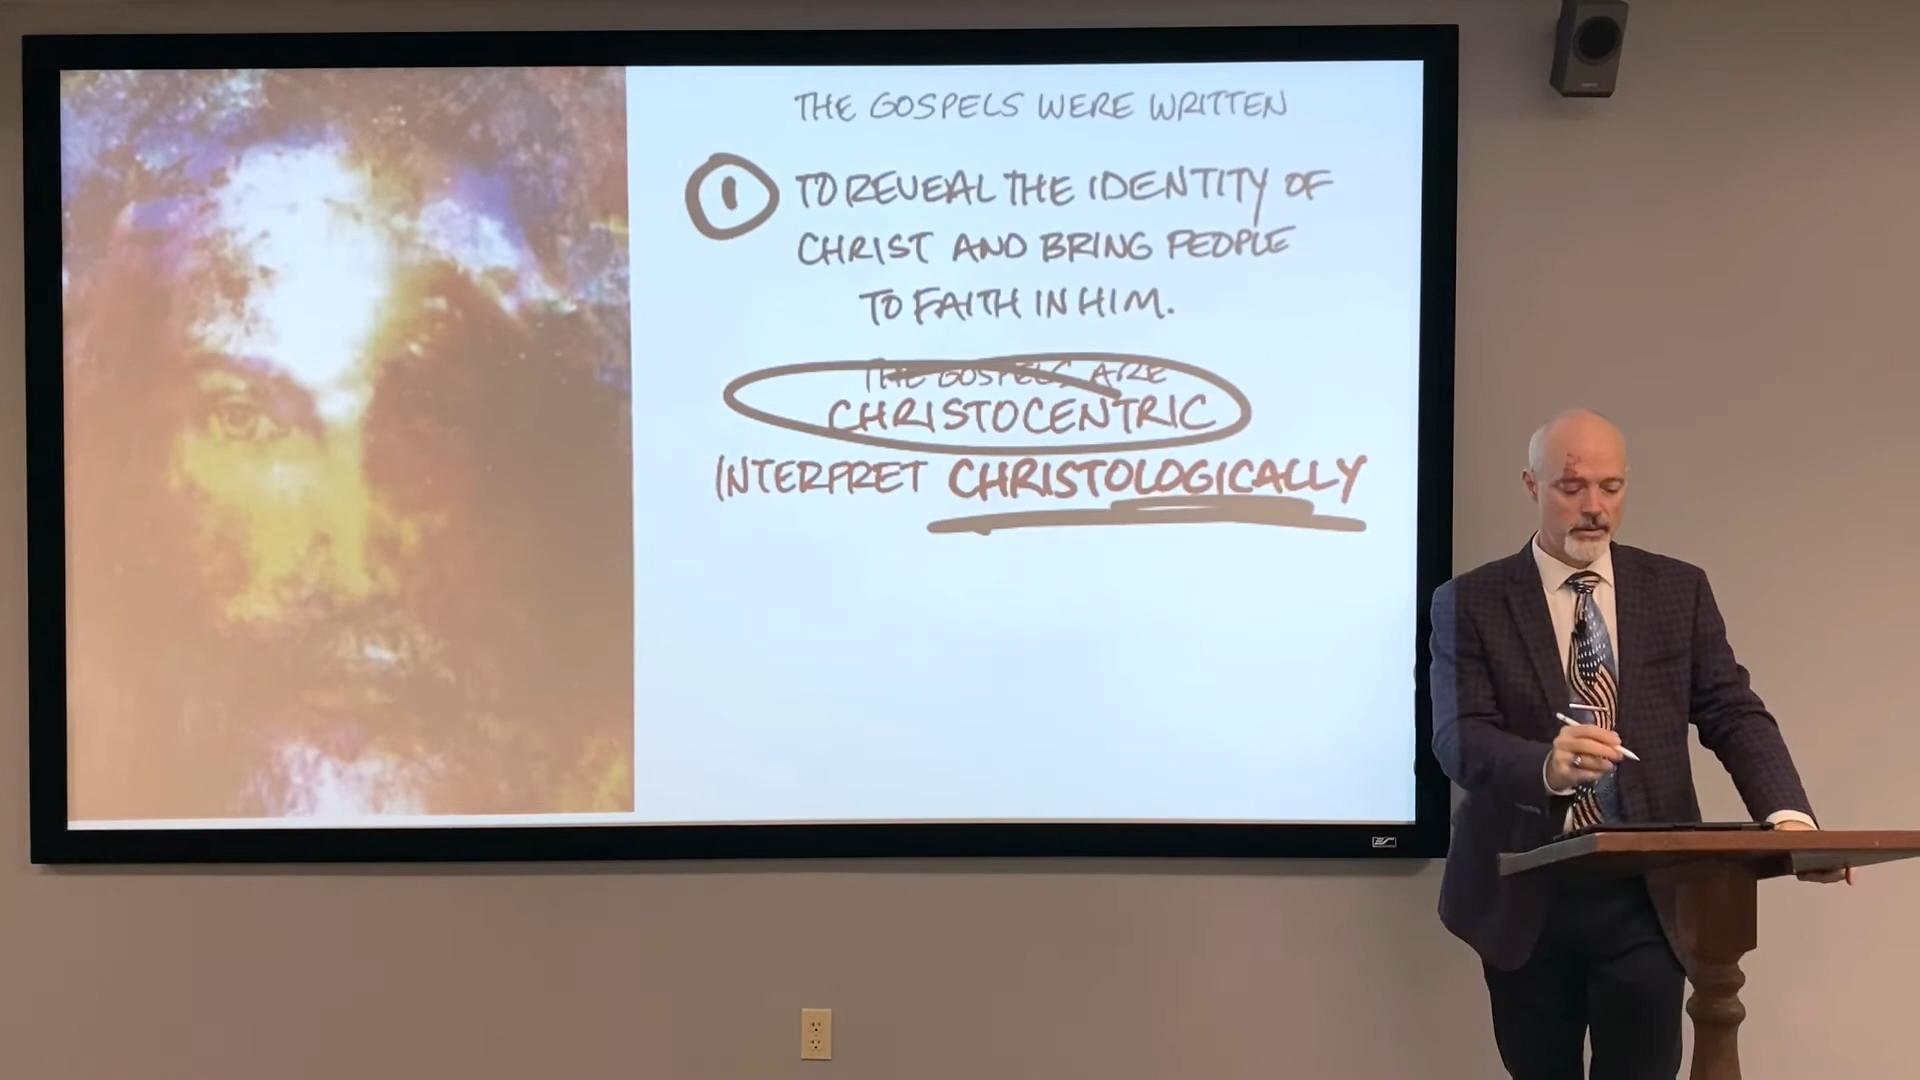 THE GOSPELS WERE WRITTEN
1 TO REVEAL THE IDENTITY OF
CHRIST AND BRING PEOPLE
TO FAITH IN HIM.
THE GOSPELS ARE
CHRISTOCENTRIC
INTERPRET CHRISTOLOGICALLY